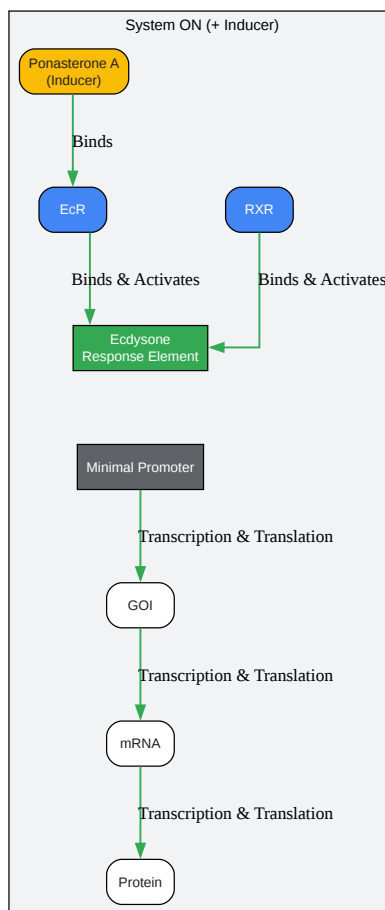 System ON (+ Inducer)
Ponasterone A
(Inducer)
Binds
EcR
RXR
Binds & Activates
Binds & Activates
Ecdysone
Response Element
Minimal Promoter
Transcription & Translation
GOI
Transcription & Translation
mRNA
Transcription & Translation
Protein